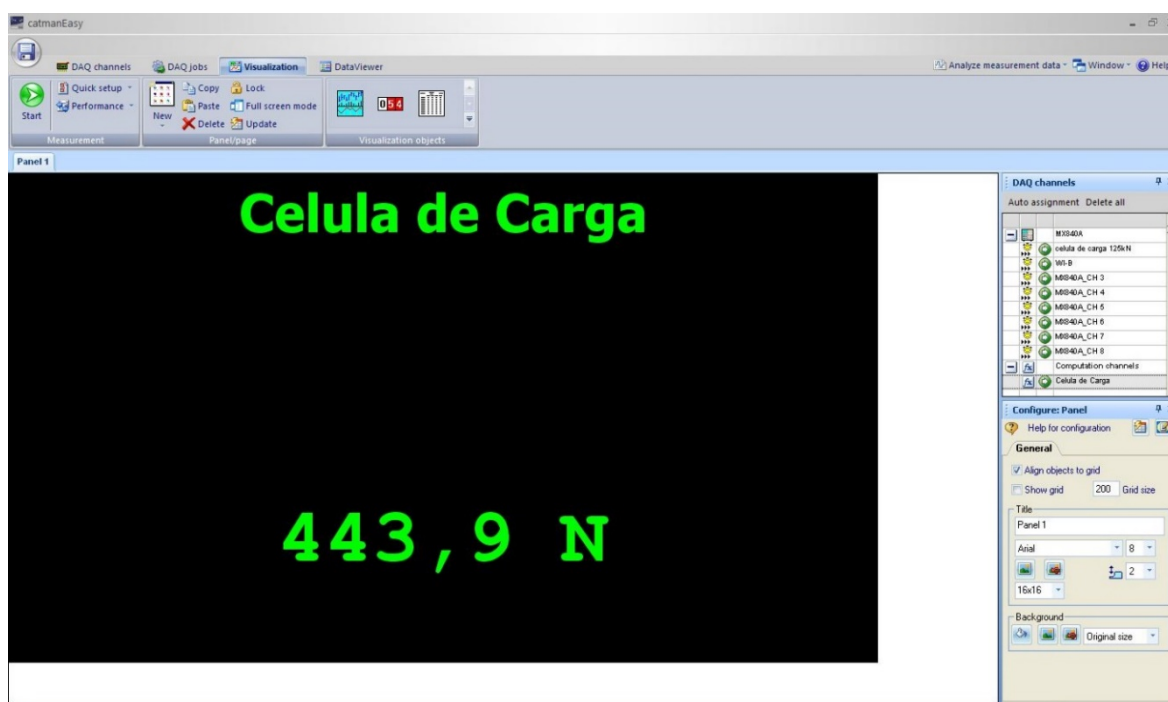 catmanEasy
DAQ channels DAQ jobs Visualization DataViewer Analyze measurement data Window Help
Start
Quick setup
Performance
Measurement
New
Copy
Paste
Delete
Lock
Full screen mode
Update
Panel/page
054
Visualization objects
Panel 1
Celula de Carga
443,9 N
DAQ channels
Auto assignment Delete all
MX840A
celula de carga 125kN
WI-B
MX840A_CH 3
MX840A_CH 4
MX840A_CH 5
MX840A_CH 6
MX840A_CH 7
MX840A_CH 8
fx Computation channels
fx Celula de Carga
Configure: Panel
Help for configuration
General
Align objects to grid
Show grid 200 Grid size
Title
Panel 1
Arial 8
2
16x16
Background
Original size